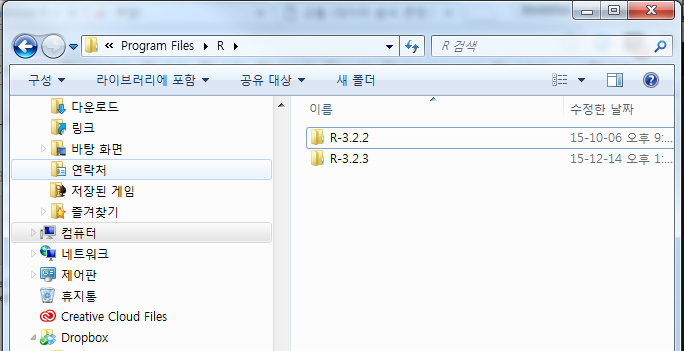 « Program Files ▸ R ▸
R 검색
구성 ▾ 라이브러리에 포함 ▾ 공유 대상 ▾ 새 폴더
이름 수정한 날짜
다운로드
링크
바탕 화면
연락처
저장된 게임
즐겨찾기
컴퓨터
네트워크
제어판
휴지통
Creative Cloud Files
Dropbox
R-3.2.2 15-10-06 오후 9:...
R-3.2.3 15-12-14 오후 1:...